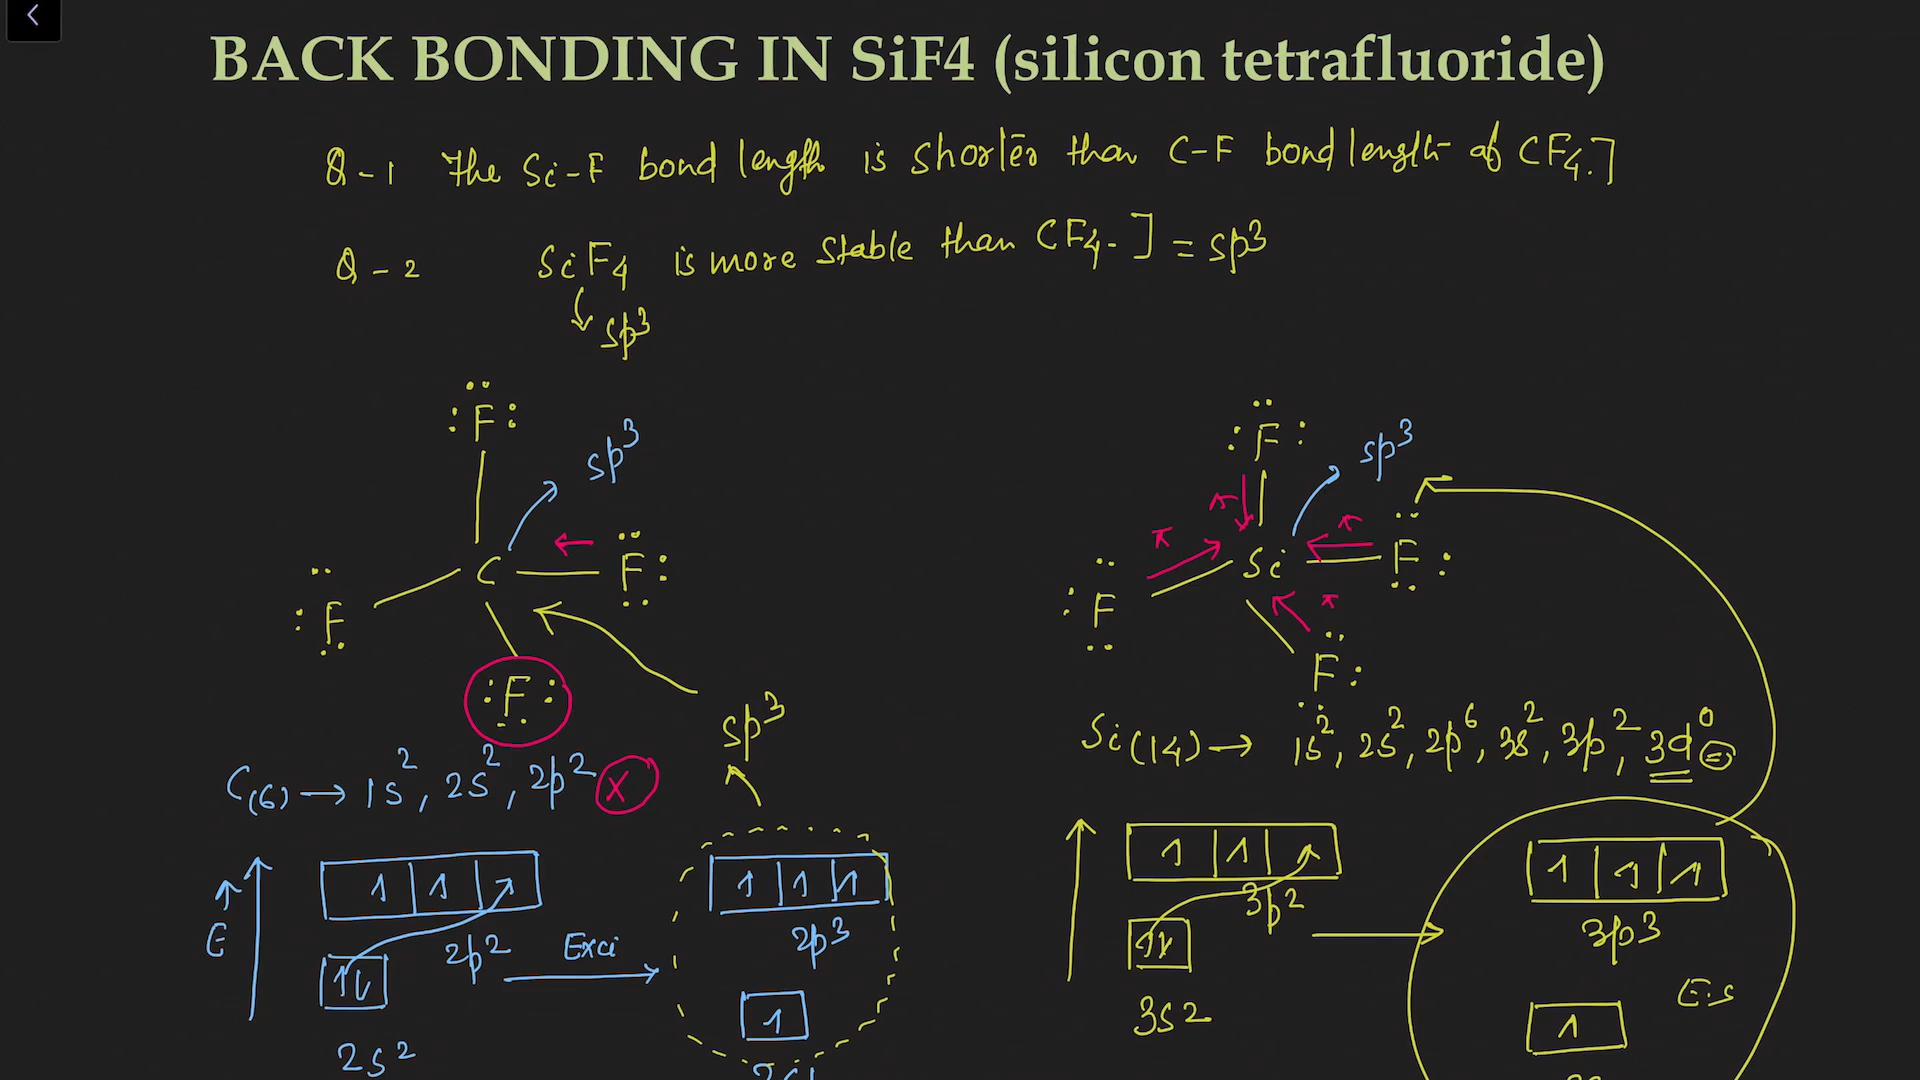 BACK BONDING IN SiF4 (silicon tetrafluoride)
Q-1 The Si-F bond length is shorter than C-F bond length of CF4.]
Q-2 SiF4 is more stable than CF4-] = sp3
sp3
F
sp3
C
F
F
F
sp3
C(6) → 1s2, 2s2, 2p2 X
E
2p2
Exci
2p3
2s2
F
sp3
π
π
π
π
Si
F
F
F
Si(14) → 1s2, 2s2, 2p6, 3s2, 3p2, 3d0
3p2
3p3
3s2
E.s